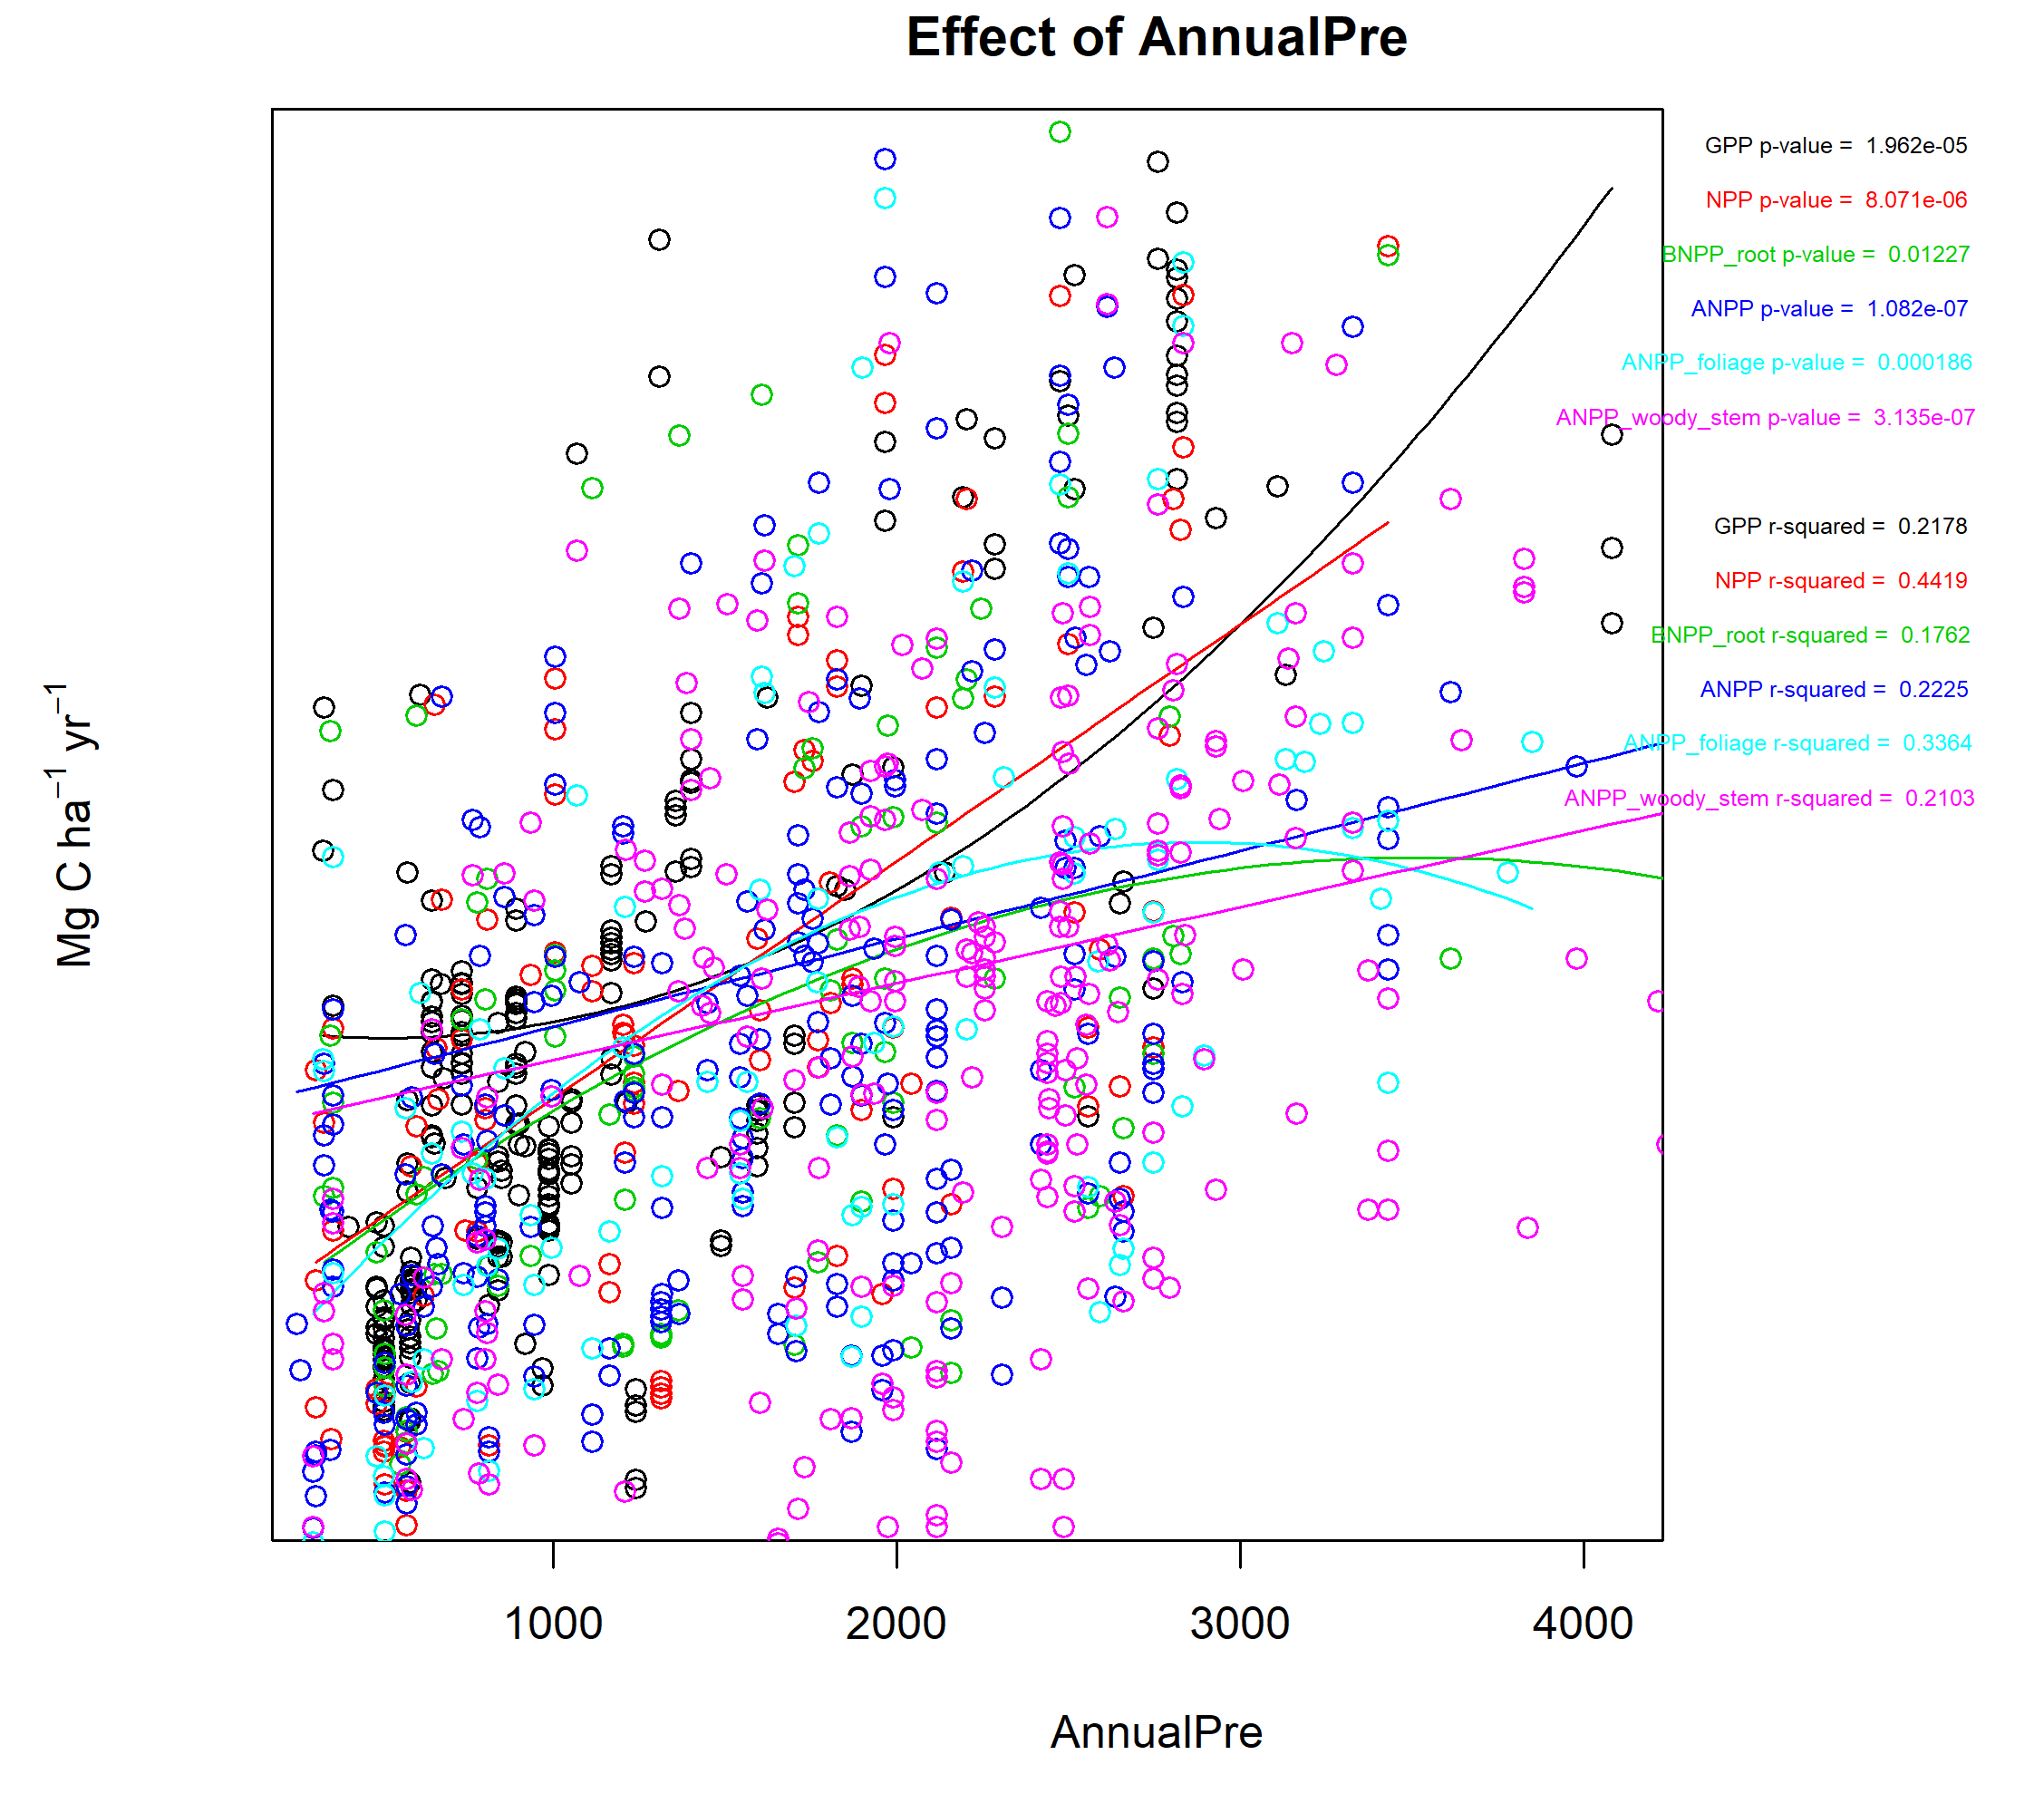 Effect of AnnualPre
GPP p-value = 1.962e-05
NPP p-value = 8.071e-06
BNPP_root p-value = 0.01227
ANPP p-value = 1.082e-07
ANPP_foliage p-value = 0.000186
ANPP_woody_stem p-value = 3.135e-07
GPP r-squared = 0.2178
NPP r-squared = 0.4419
BNPP_root r-squared = 0.1762
ANPP r-squared = 0.2225
ANPP_foliage r-squared = 0.3364
ANPP_woody_stem r-squared = 0.2103
Mg C ha⁻¹ yr⁻¹
1000 2000 3000 4000
AnnualPre